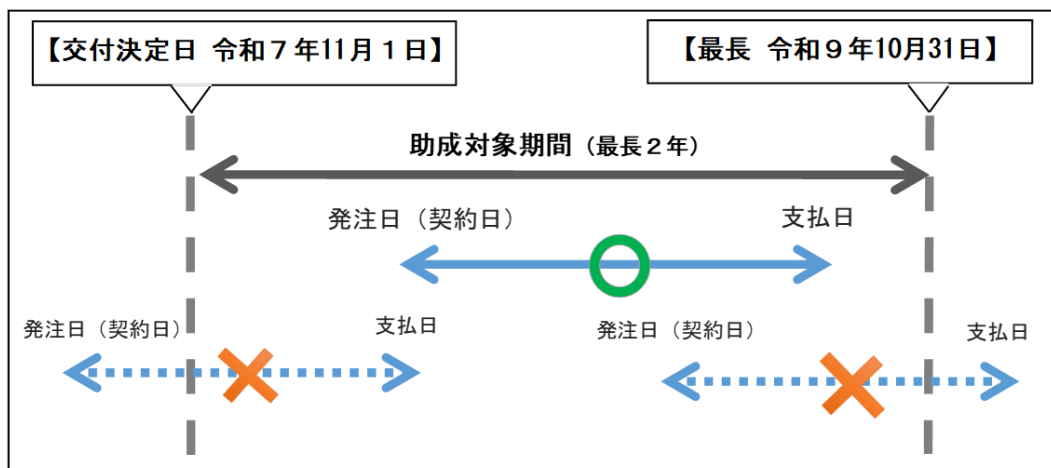 【交付決定日 令和７年11月１日】
【最長 令和９年10月31日】
助成対象期間（最長２年）
発注日（契約日）
支払日
発注日（契約日）
支払日
発注日（契約日）
支払日